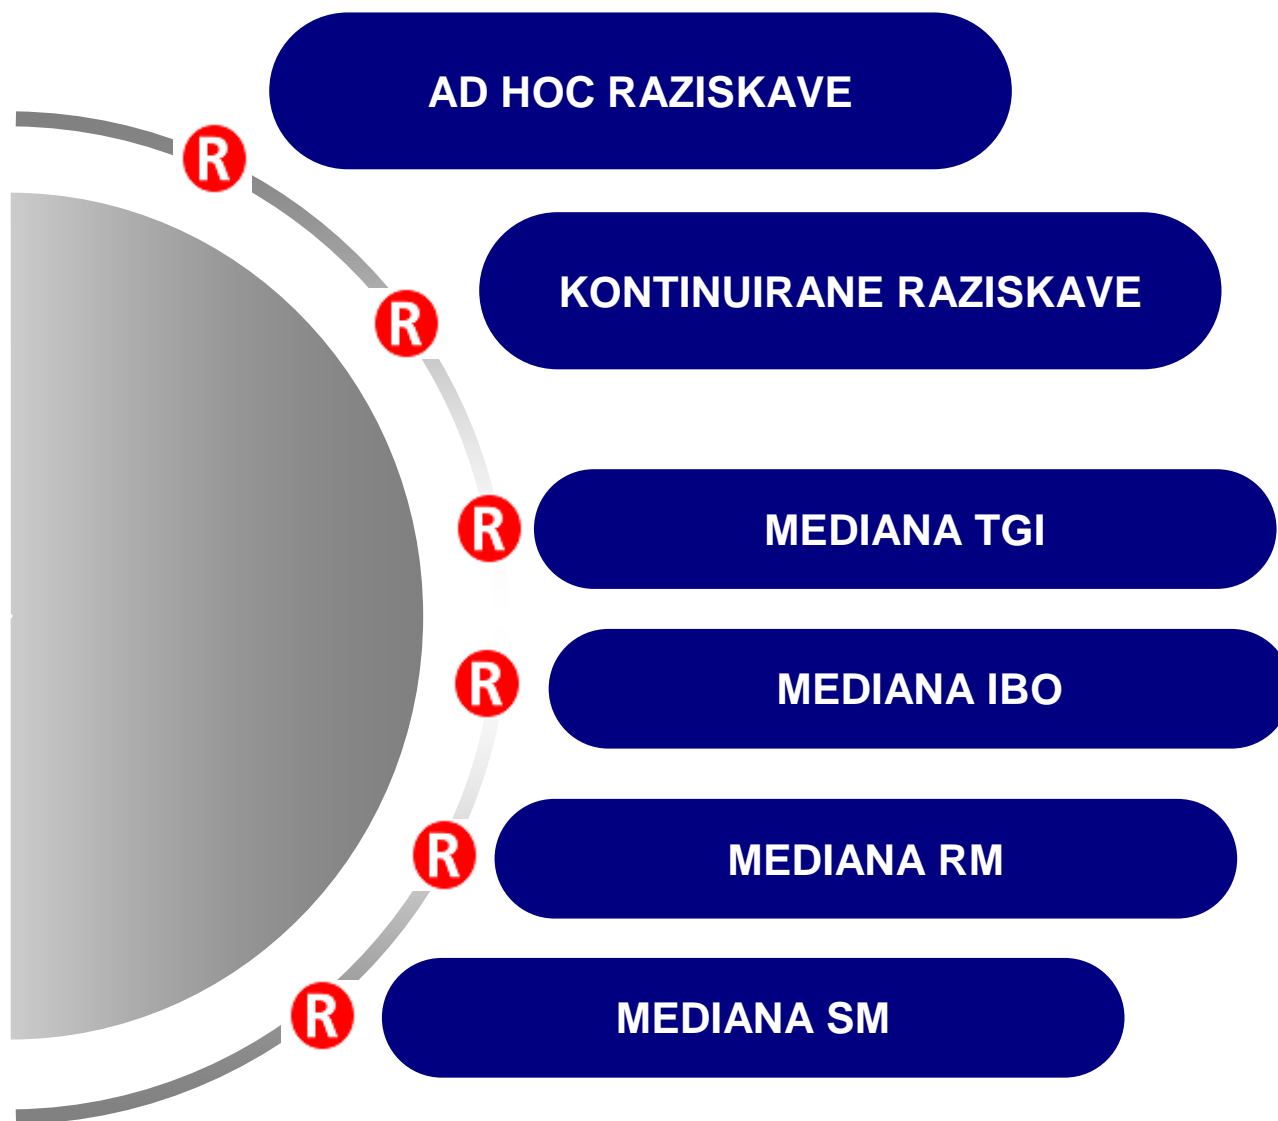 AD HOC RAZISKAVE
R
KONTINUIRANE RAZISKAVE
R
MEDIANA TGI
R
MEDIANA IBO
R
MEDIANA RM
R
MEDIANA SM
R